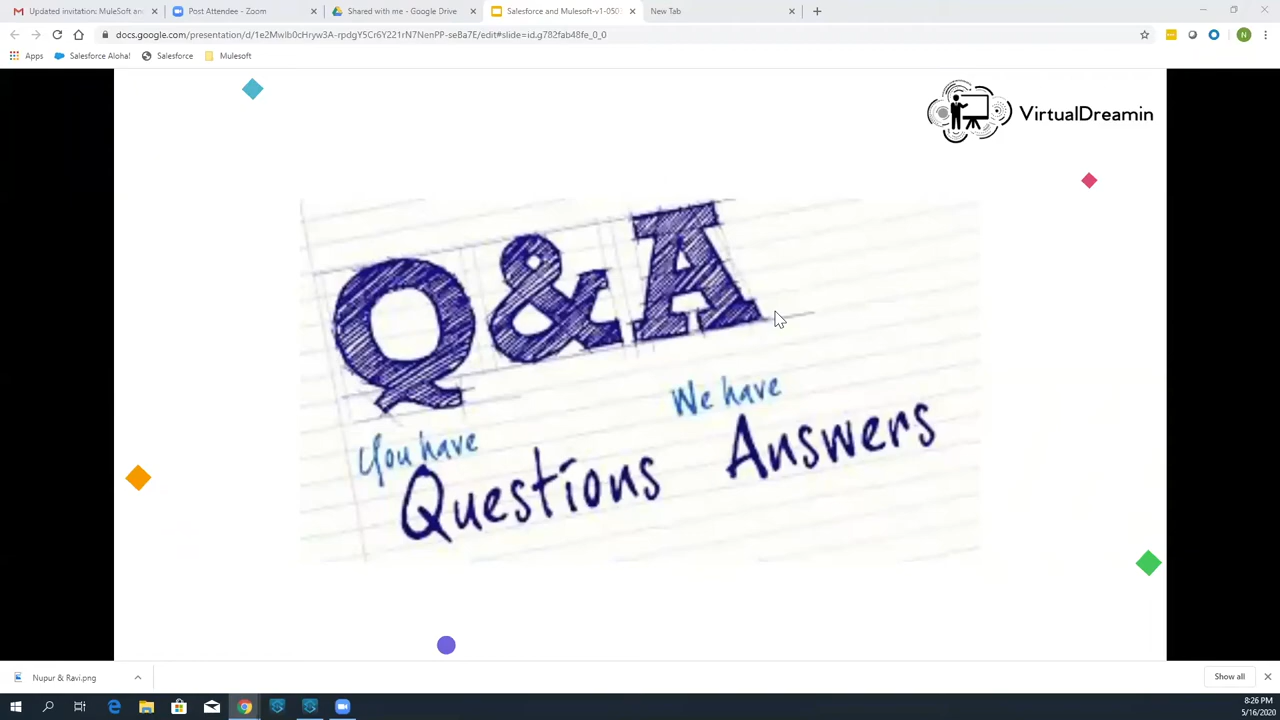 Updated invitation: MuleSoft an
Post Attendee - Zoom
Shared with me - Google Drive
Salesforce and Mulesoft-v1-050
New Tab
docs.google.com/presentation/d/1e2MwIb0cHryw3A-rpdgY5Cr6Y221rN7NenPP-seBa7E/edit#slide=id.g782fab48fe_0_0
N
Apps
Salesforce Aloha!
Salesforce
Mulesoft
VirtualDreamin
Q&A
You have
Questions
We have
Answers
Nupur & Ravi.png
Show all
8:26 PM
5/16/2020